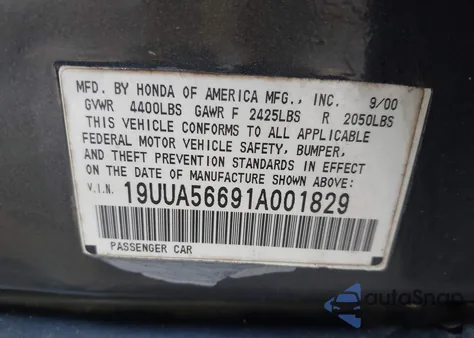 MFD. BY HONDA OF AMERICA MFG., INC. 9/00
GVWR 4400LBS GAWR F 2425LBS R 2050LBS
THIS VEHICLE CONFORMS TO ALL APPLICABLE
FEDERAL MOTOR VEHICLE SAFETY, BUMPER,
AND THEFT PREVENTION STANDARDS IN EFFECT
ON THE DATE OF MANUFACTURE SHOWN ABOVE:
V.I.N. 19UUA56691A001829
PASSENGER CAR
autoSnap